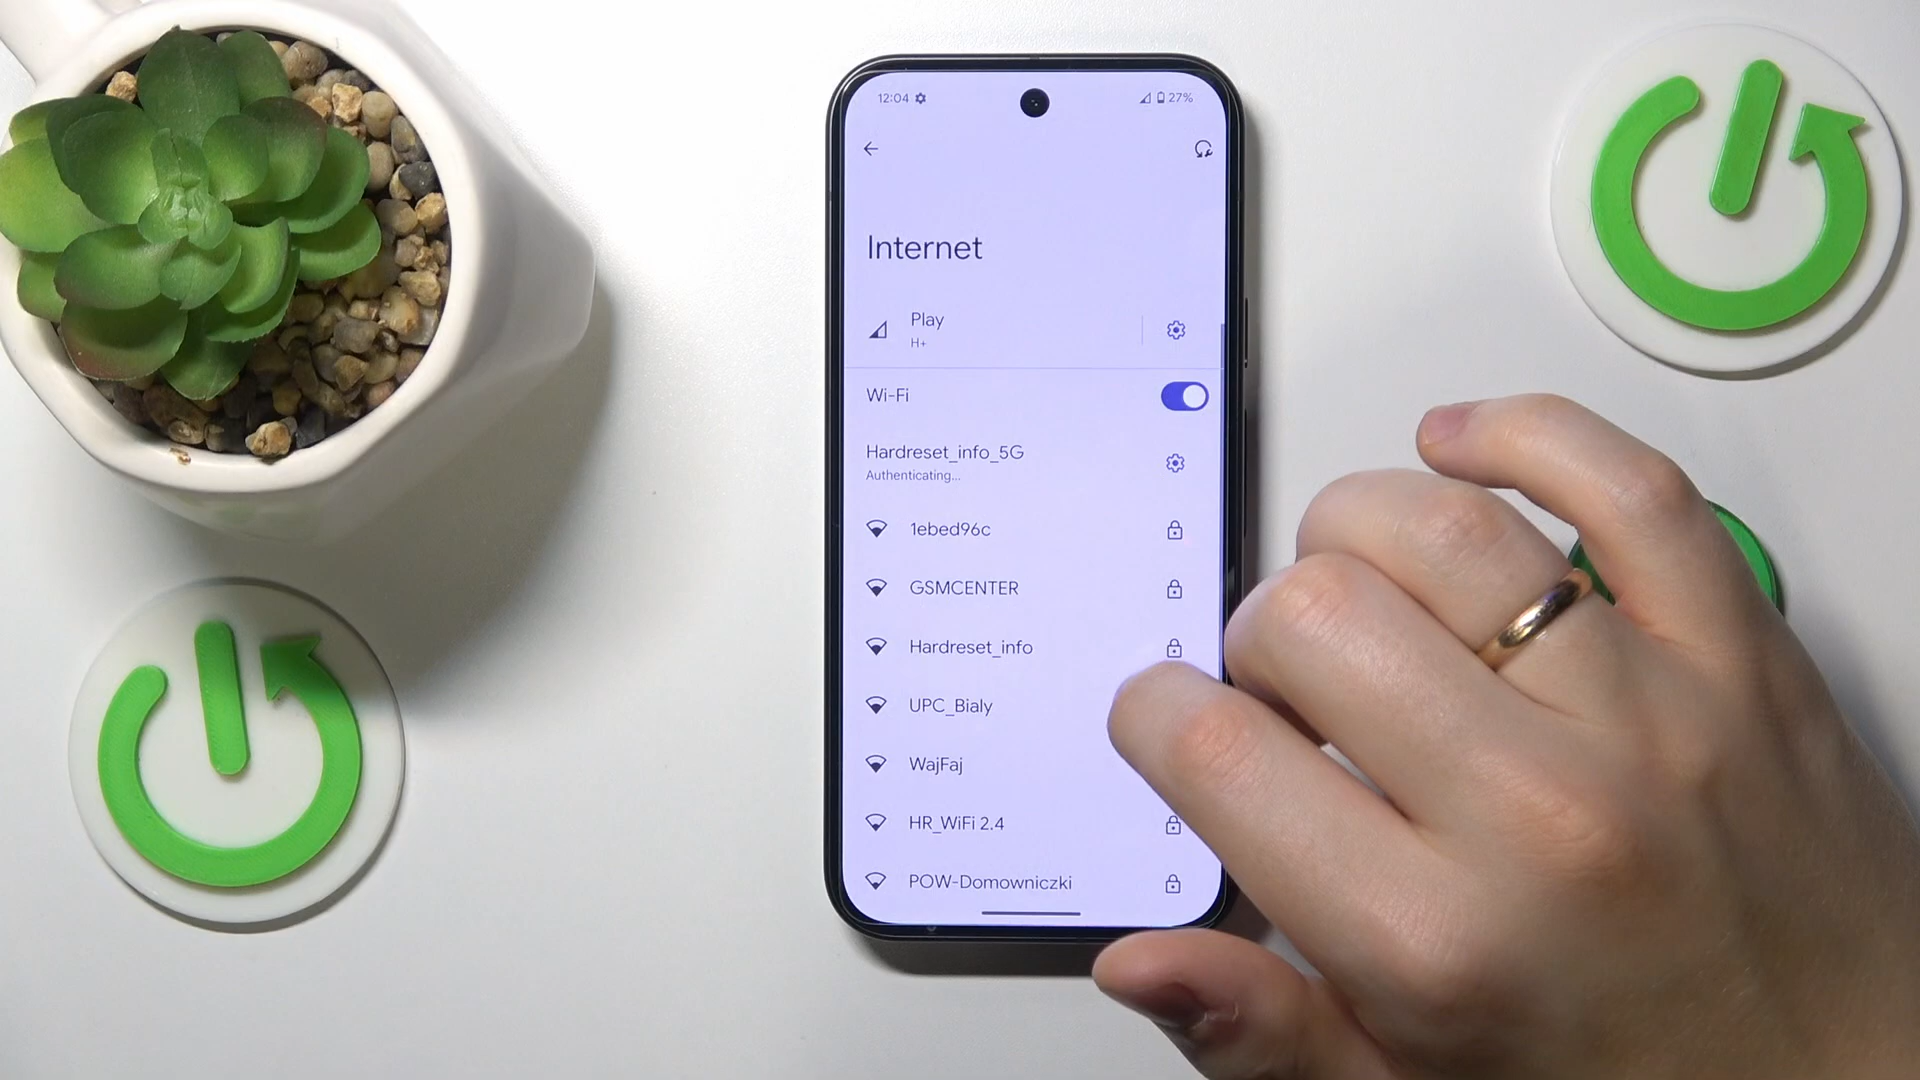 12:04
27%
Internet
Play
H+
Wi-Fi
Hardreset_info_5G
Authenticating...
1ebed96c
GSMCENTER
Hardreset_info
UPC_Bialy
WajFaj
HR_WiFi 2.4
POW-Domowniczki